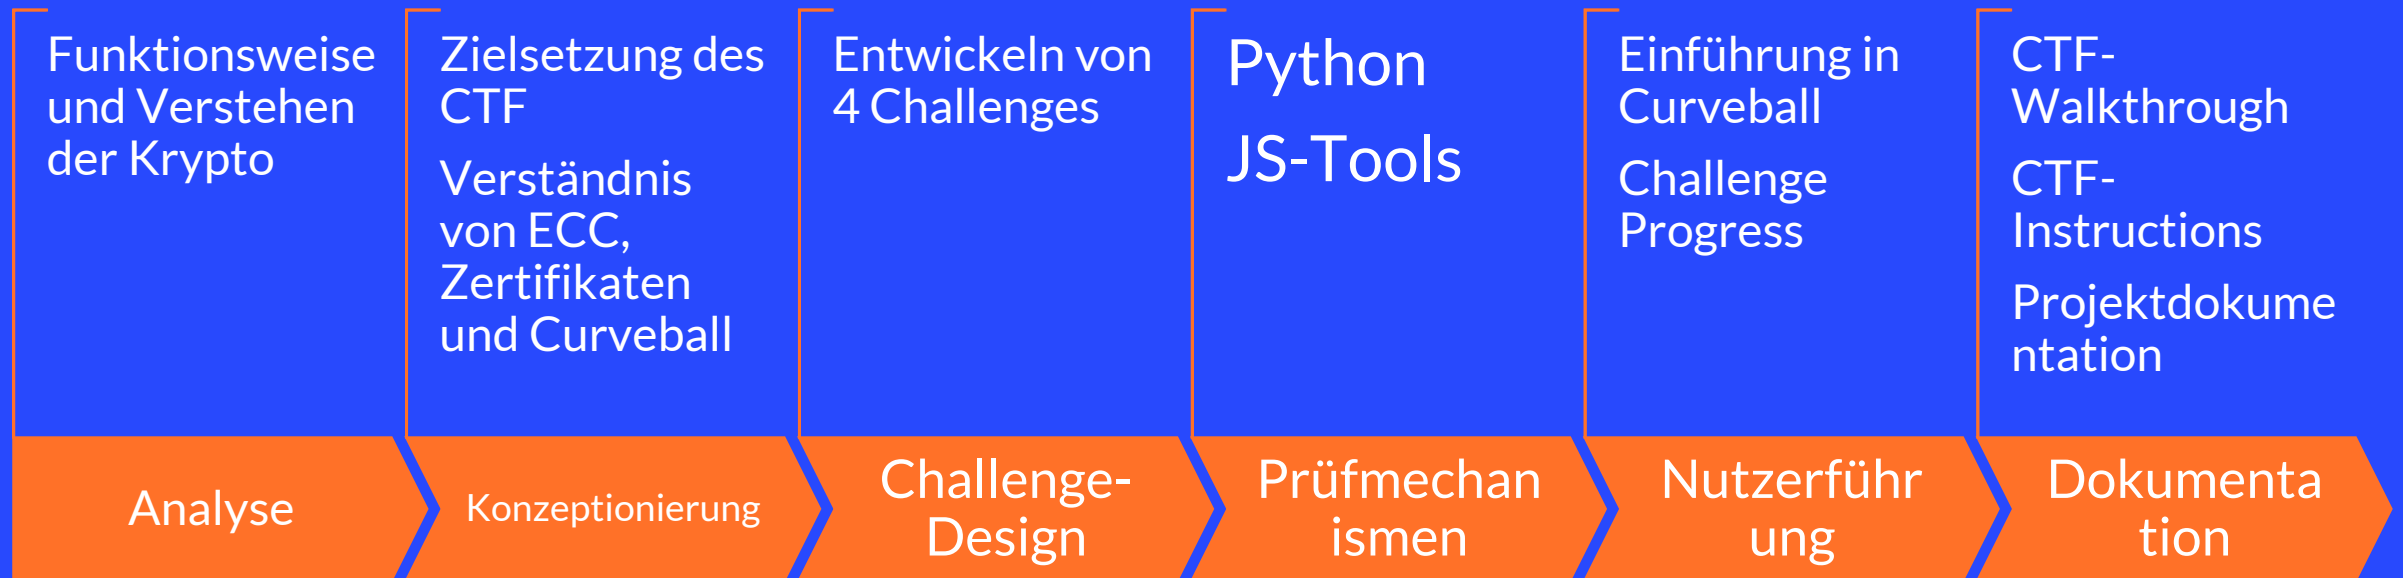 Funktionsweise
und Verstehen
der Krypto
Zielsetzung des
CTF
Verständnis
von ECC,
Zertifikaten
und Curveball
Entwickeln von
4 Challenges
Python
JS-Tools
Einführung in
Curveball
Challenge
Progress
CTF-
Walkthrough
CTF-
Instructions
Projektdokume
ntation
Analyse
Konzeptionierung
Challenge-
Design
Prüfmechan
ismen
Nutzerführ
ung
Dokumenta
tion